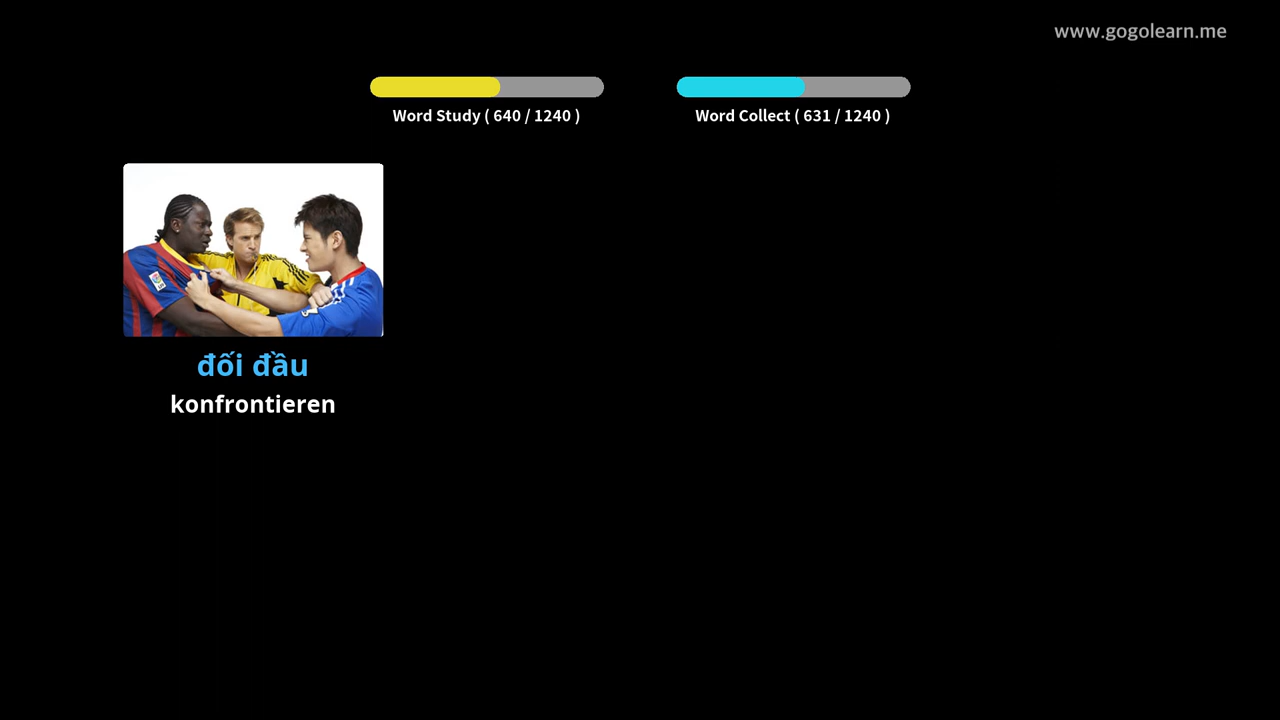 www.gogolearn.me
Word Study ( 640 / 1240 )
Word Collect ( 631 / 1240 )
đối đầu
konfrontieren